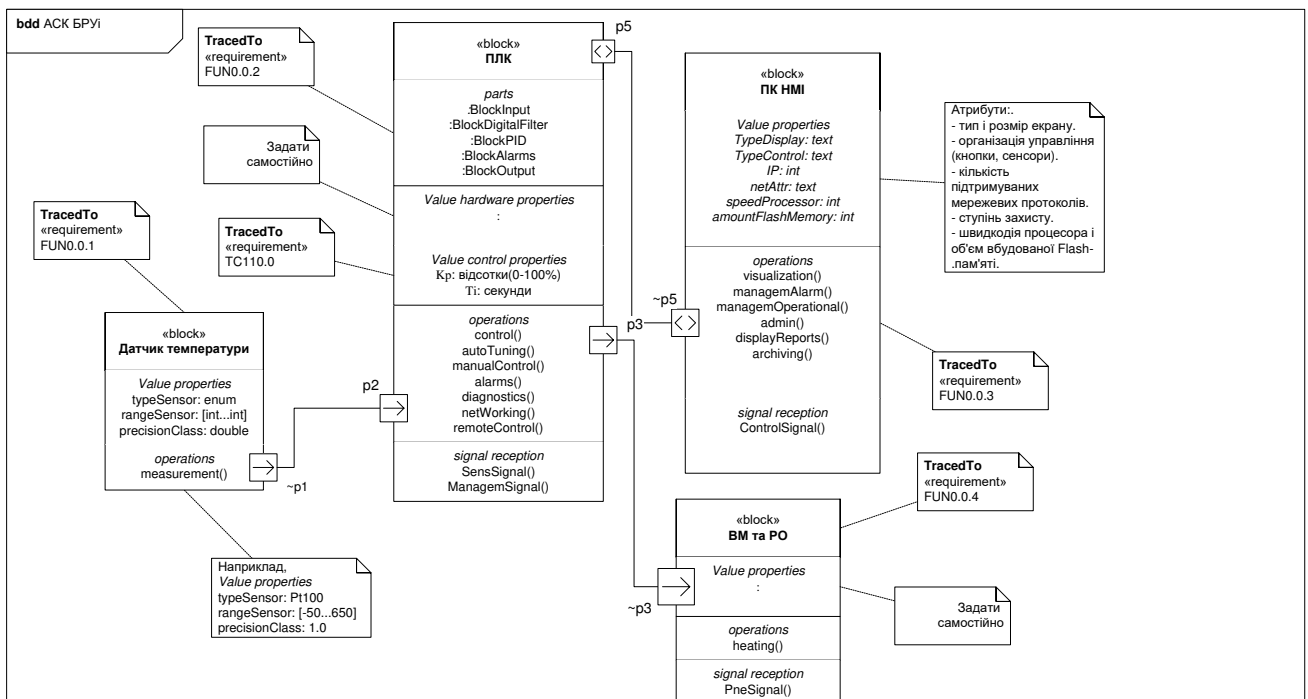 bdd АСК БРУі
TracedTo
«requirement»
FUN0.0.2
Задати
самостійно
TracedTo
«requirement»
TC110.0
TracedTo
«requirement»
FUN0.0.1
«block»
Датчик температури
Value properties
typeSensor: enum
rangeSensor: [int...int]
precisionClass: double
operations
measurement()
~p1
Наприклад,
Value properties
typeSensor: Pt100
rangeSensor: [-50...650]
precisionClass: 1.0
p2
«block»
ПЛК
parts
:BlockInput
:BlockDigitalFilter
:BlockPID
:BlockAlarms
:BlockOutput
Value hardware properties
:
Value control properties
Kp: відсотки(0-100%)
Ti: секунди
operations
control()
autoTuning()
manualControl()
alarms()
diagnostics()
netWorking()
remoteControl()
signal reception
SensSignal()
ManagemSignal()
p5
p3
~p5
«block»
ПК HMI
Value properties
TypeDisplay: text
TypeControl: text
IP: int
netAttr: text
speedProcessor: int
amountFlashMemory: int
operations
visualization()
managemAlarm()
managemOperational()
admin()
displayReports()
archiving()
signal reception
ControlSignal()
Атрибути:.
- тип і розмір екрану.
- організація управління
(кнопки, сенсори).
- кількість
підтримуваних
мережевих протоколів.
- ступінь захисту.
- швидкодія процесора і
об'єм вбудованої Flash-
.пам'яті.
TracedTo
«requirement»
FUN0.0.3
TracedTo
«requirement»
FUN0.0.4
~p3
«block»
ВМ та РО
Value properties
:
operations
heating()
signal reception
PneSignal()
Задати
самостійно